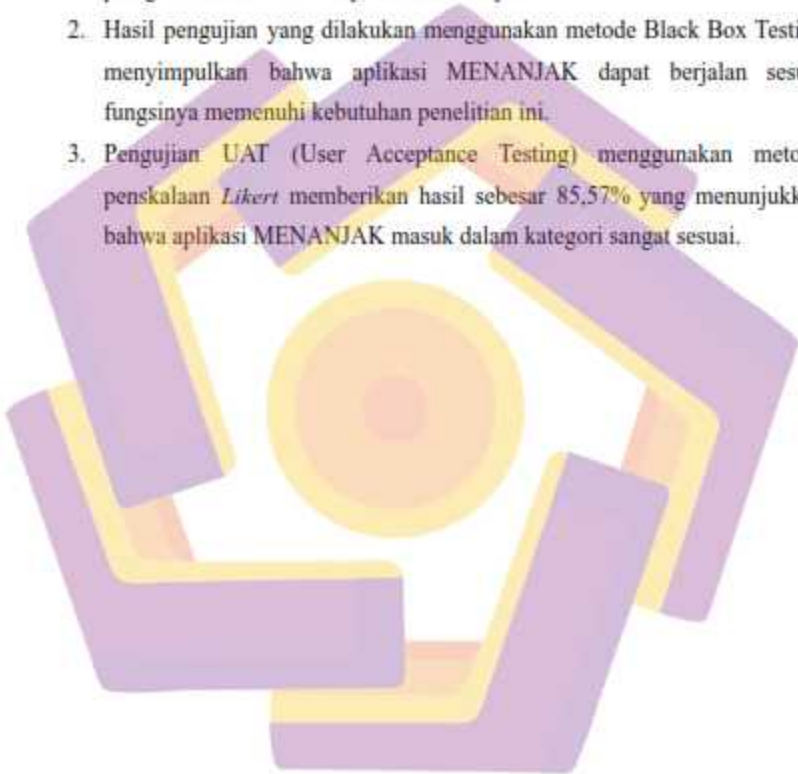 2. Hasil pengujian yang dilakukan menggunakan metode Black Box Testi
menyimpulkan bahwa aplikasi MENANJAK dapat berjalan sesu
fungsinya memenuhi kebutuhan penelitian ini.
3. Pengujian UAT (User Acceptance Testing) menggunakan meto
penskalaan Likert memberikan hasil sebesar 85,57% yang menunjukk
bahwa aplikasi MENANJAK masuk dalam kategori sangat sesuai.